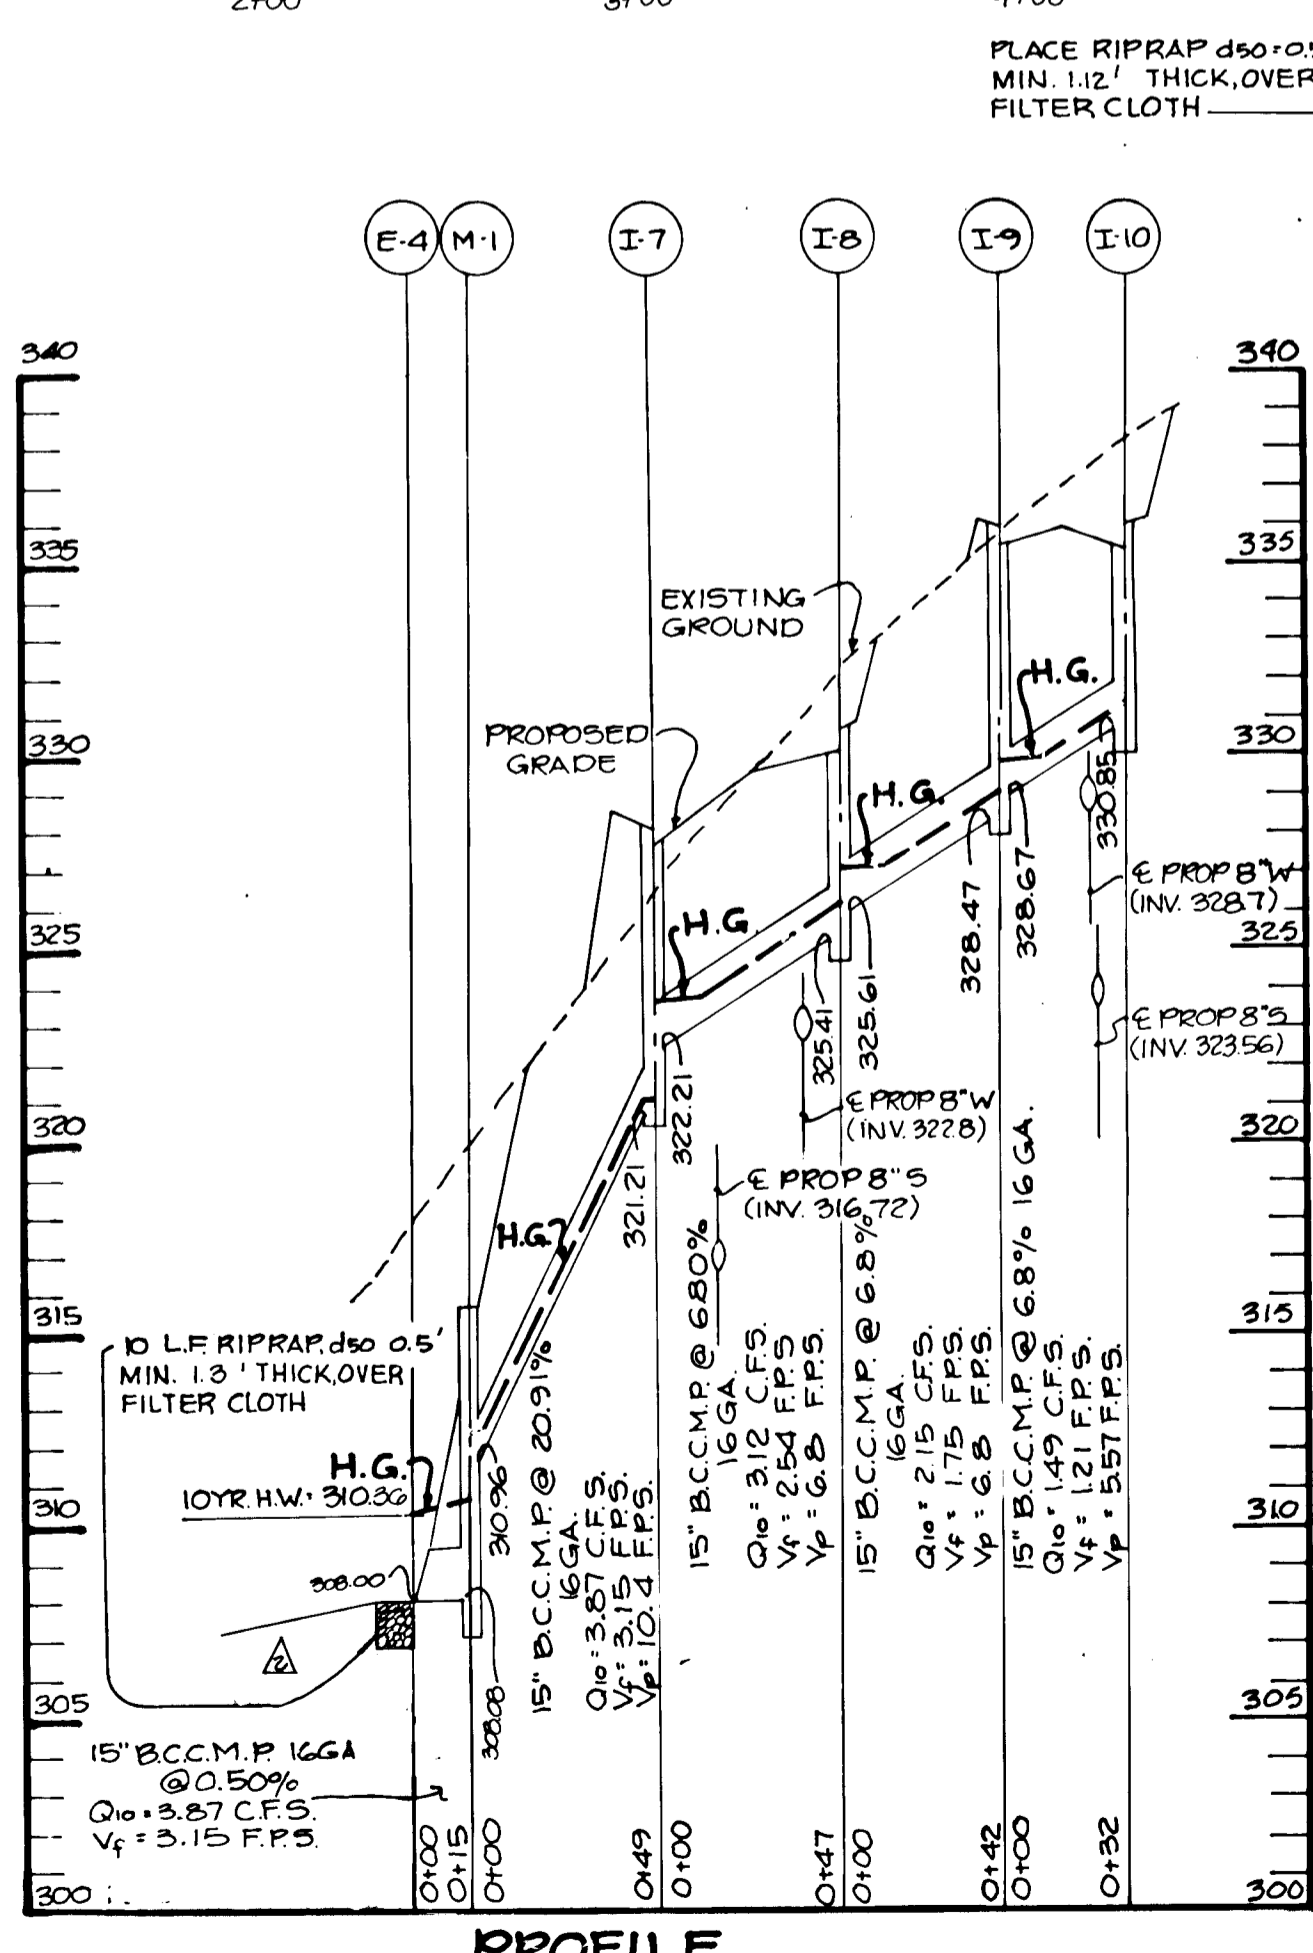 2+00 3+00 4+00
PLACE RIPRAP d50=0.5
MIN. 1.12' THICK, OVER
FILTER CLOTH
E-4 M-1 I-7 I-8 I-9 I-10
340 340
335 335
EXISTING
GROUND
H.G.
PROPOSED
GRADE
330 330
H.G.
330.85
℄ PROP 8" W
(INV. 328.7)
328.47
328.67
H.G.
325 325
325.41
325.61
℄ PROP 8" S
(INV. 323.56)
℄ PROP 8" W
(INV. 322.8)
322.21
321.21
320 320
℄ PROP 8" S
(INV. 316.72)
H.G.
315 315
10 L.F. RIPRAP, d50 0.5'
MIN. 1.3' THICK, OVER
FILTER CLOTH
H.G.
10YR. H.W.= 310.36
310 310
310.96
308.00
308.08
2
15" B.C.C.M.P. @ 20.91%
16GA.
Q10 = 3.87 C.F.S.
Vf = 3.15 F.P.S.
Vp = 10.4 F.P.S.
15" B.C.C.M.P. @ 6.80%
16GA.
Q10 = 3.12 C.F.S.
Vf = 2.54 F.P.S
Vp = 6.8 F.P.S.
15" B.C.C.M.P. @ 6.8%
16GA.
Q10 = 2.15 C.F.S.
Vf = 1.75 F.P.S.
Vp = 6.8 F.P.S.
15" B.C.C.M.P. @ 6.8% 16 GA.
Q10 = 1.49 C.F.S.
Vf = 1.21 F.P.S.
Vp = 5.57 F.P.S.
305 305
15" B.C.C.M.P. 16GA
@ 0.50%
Q10 = 3.87 C.F.S.
Vf = 3.15 F.P.S.
0+00 0+15 0+00 0+49 0+00 0+47 0+00 0+42 0+00 0+32
300 300
PROFILE